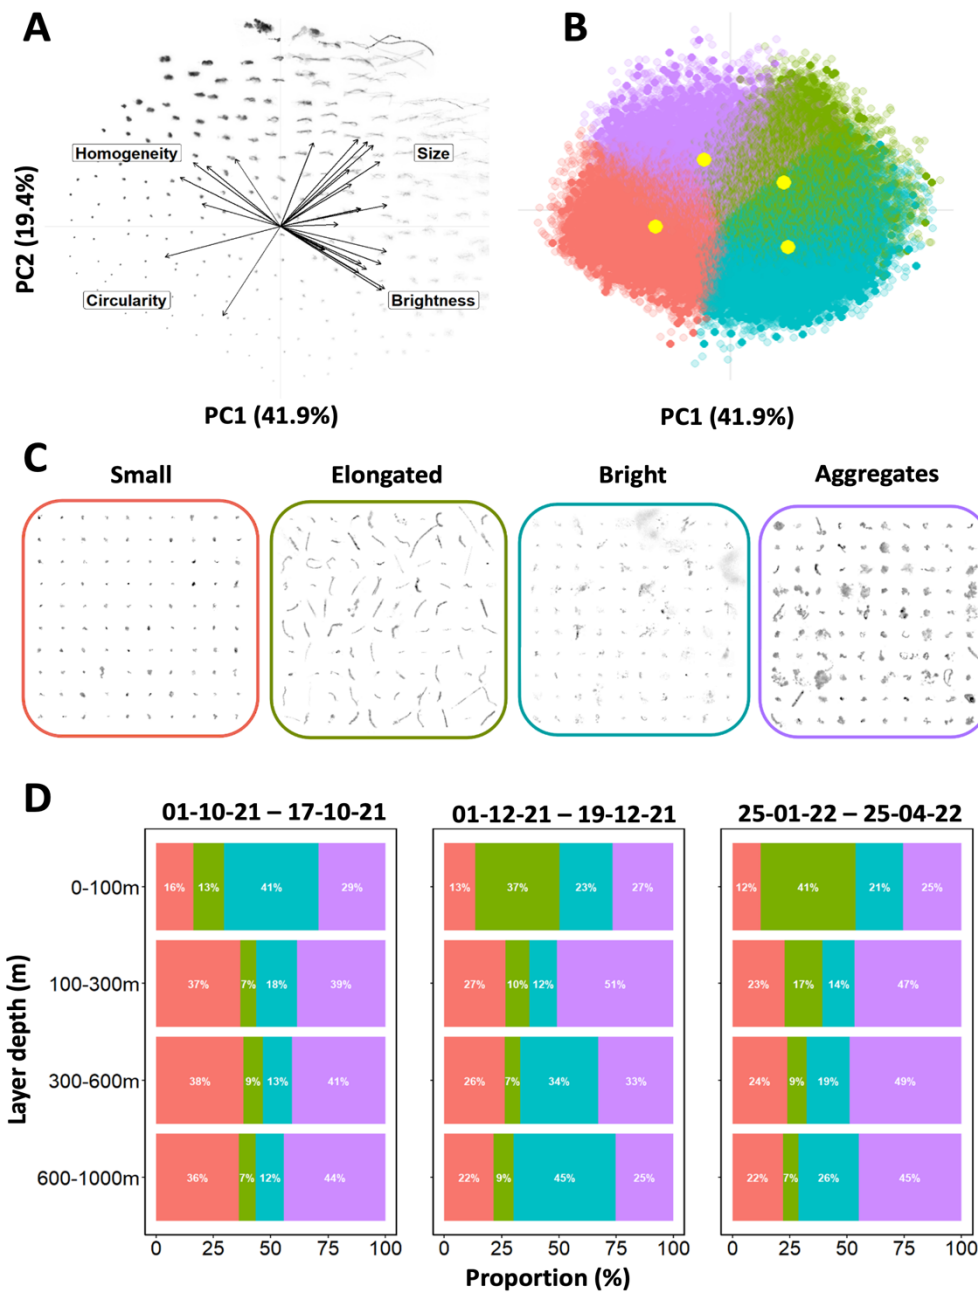 A
B
Homogeneity
Size
Circularity
Brightness
PC2 (19.4%)
PC1 (41.9%)
PC1 (41.9%)
C
Small
Elongated
Bright
Aggregates
D
01-10-21 – 17-10-21
01-12-21 – 19-12-21
25-01-22 – 25-04-22
Layer depth (m)
0-100m
16% 13% 41% 29%
13% 37% 23% 27%
12% 41% 21% 25%
100-300m
37% 7% 18% 39%
27% 10% 12% 51%
23% 17% 14% 47%
300-600m
38% 9% 13% 41%
26% 7% 34% 33%
24% 9% 19% 49%
600-1000m
36% 7% 12% 44%
22% 9% 45% 25%
22% 7% 26% 45%
0 25 50 75 100
0 25 50 75 100
0 25 50 75 100
Proportion (%)